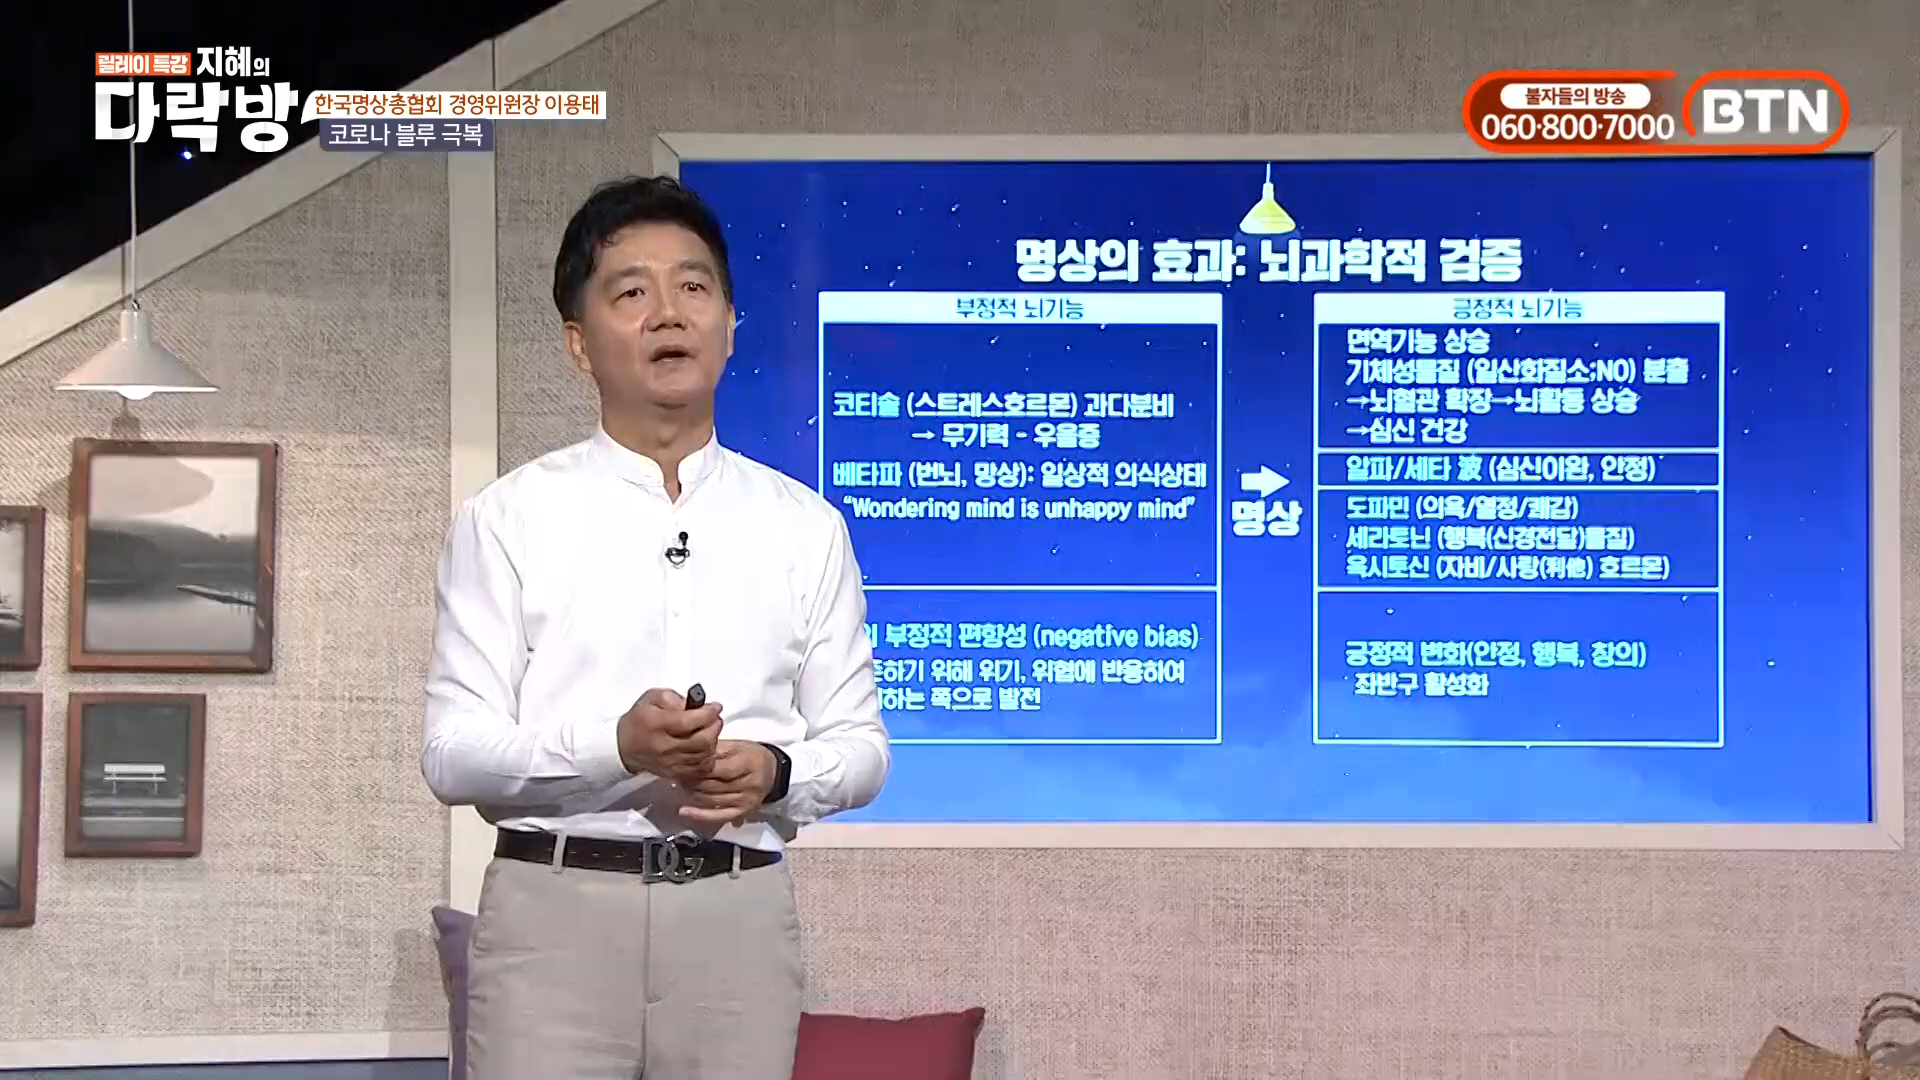 릴레이 특강 지혜의
다락방
한국명상총협회 경영위원장 이용태
코로나 블루 극복
불자들의 방송
060·800·7000
BTN
명상의 효과: 뇌과학적 검증
부정적 뇌기능
코티솔 (스트레스호르몬) 과다분비
→ 무기력 - 우울증
베타파 (번뇌, 망상): 일상적 의식상태
“Wondering mind is unhappy mind”
부정적 편향성 (negative bias)
위해 위기, 위협에 반응하여
쪽으로 발전
명상
긍정적 뇌기능
면역기능 상승
기체성물질 (일산화질소;NO) 분출
→뇌혈관 확장→뇌활동 상승
→심신 건강
알파/세타 波 (심신이완, 안정)
도파민 (의욕/열정/쾌감)
세라토닌 (행복(신경전달)물질)
옥시토신 (자비/사랑(利他) 호르몬)
긍정적 변화(안정, 행복, 창의)
좌반구 활성화
DG